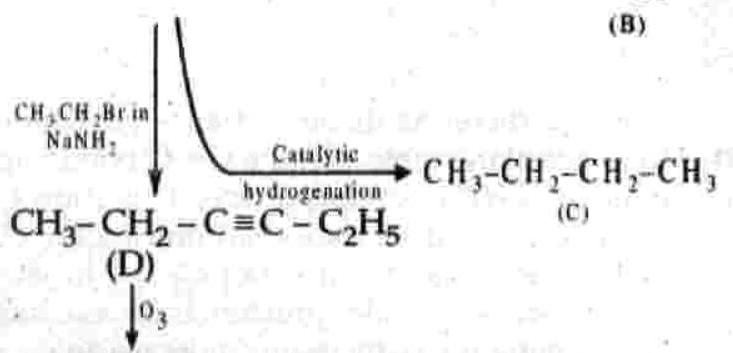 (B)
CH₃CH₂Br in
NaNH₂
Catalytic
hydrogenation
CH₃–CH₂–CH₂–CH₃
(C)
CH₃–CH₂–C≡C–C₂H₅
(D)
O₃